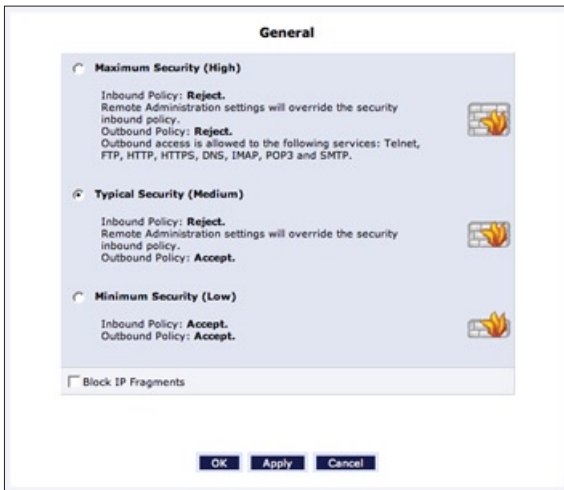 General
Maximum Security (High)
Inbound Policy: Reject.
Remote Administration settings will override the security
inbound policy.
Outbound Policy: Reject.
Outbound access is allowed to the following services: Telnet,
FTP, HTTP, HTTPS, DNS, IMAP, POP3 and SMTP.
Typical Security (Medium)
Inbound Policy: Reject.
Remote Administration settings will override the security
inbound policy.
Outbound Policy: Accept.
Minimum Security (Low)
Inbound Policy: Accept.
Outbound Policy: Accept.
Block IP Fragments
OK Apply Cancel